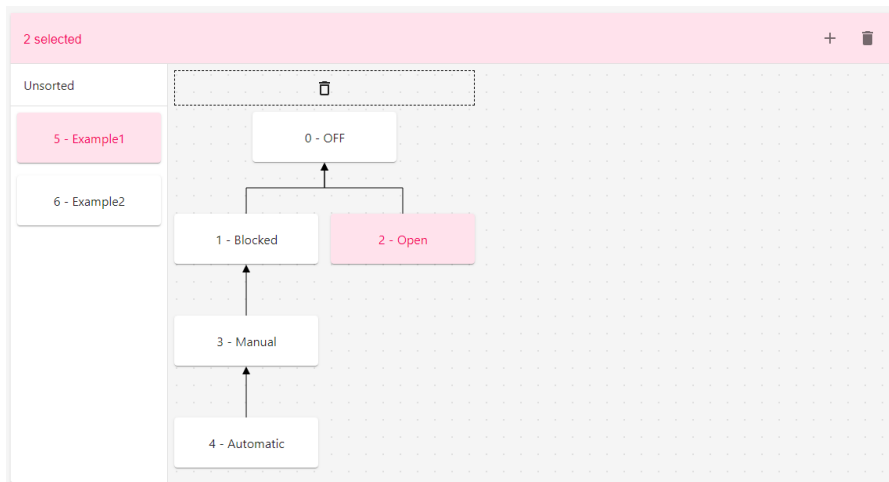 2 selected
Unsorted
5 - Example1
6 - Example2
0 - OFF
1 - Blocked
2 - Open
3 - Manual
4 - Automatic